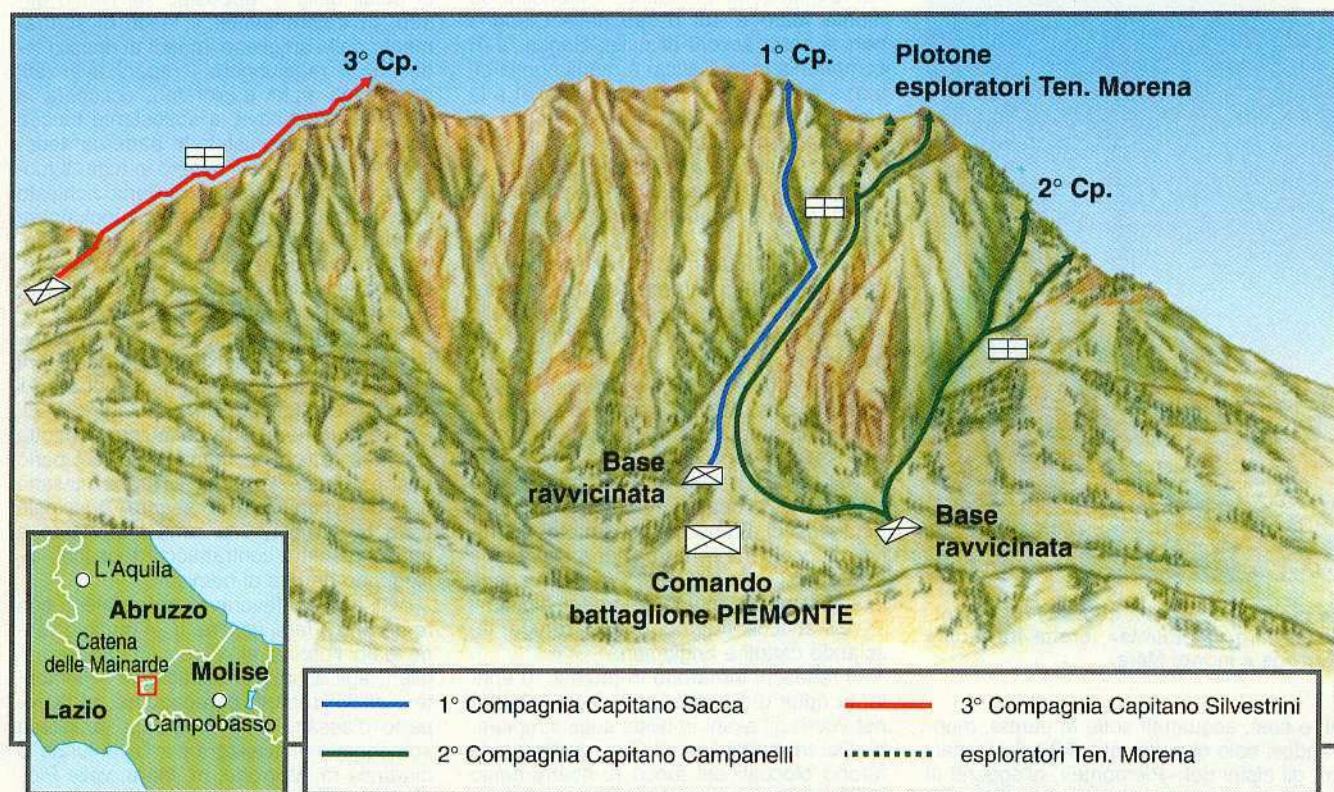 3° Cp.
1° Cp.
Plotone
esploratori Ten. Morena
2° Cp.
Base
ravvicinata
Base
ravvicinata
Comando
battaglione PIEMONTE
L'Aquila
Abruzzo
Catena
delle Mainarde
Molise
Lazio
Campobasso
1° Compagnia Capitano Sacca
3° Compagnia Capitano Silvestrini
2° Compagnia Capitano Campanelli
esploratori Ten. Morena